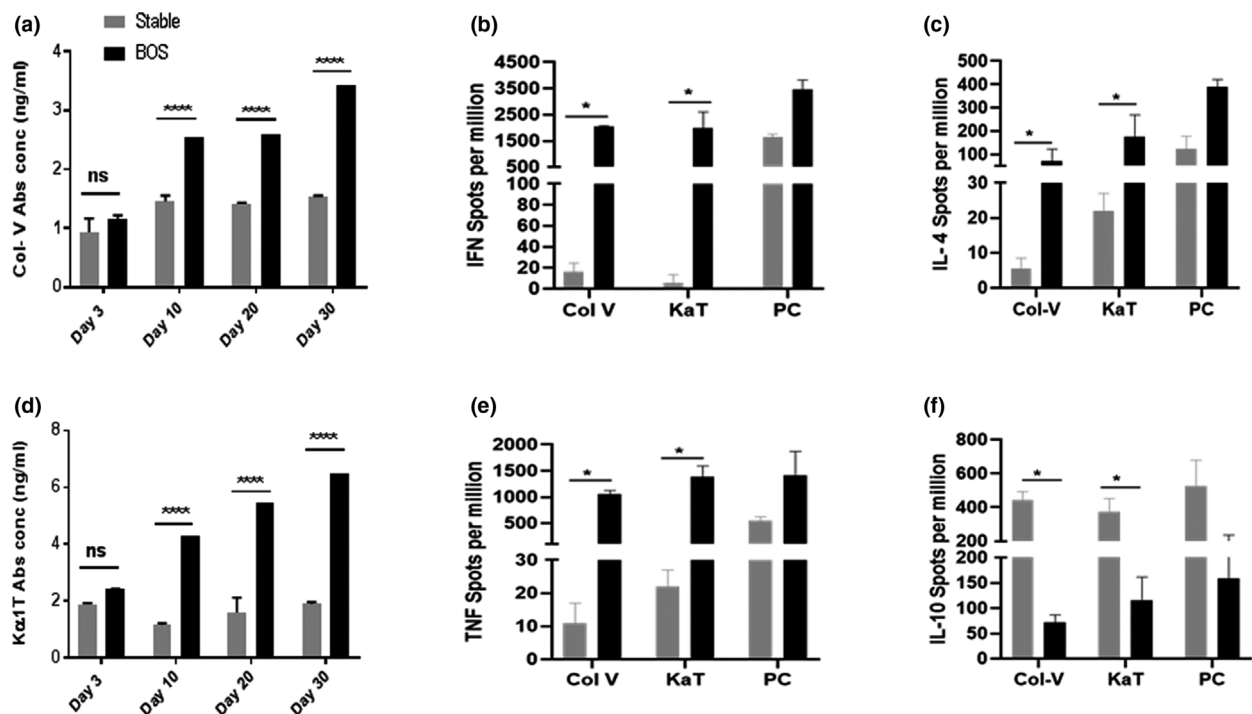 (a)
Stable
BOS
Col- V Abs conc (ng/ml)
4
3
2
1
0
ns
****
****
****
Day 3
Day 10
Day 20
Day 30
(b)
IFN Spots per million
4500
3500
2500
1500
500
100
80
60
40
20
0
*
*
Col V
KaT
PC
(c)
IL- 4 Spots per million
500
400
300
200
100
30
20
10
0
*
*
Col-V
KaT
PC
(d)
Kα1T Abs conc (ng/ml)
8
6
4
2
0
ns
****
****
****
Day 3
Day 10
Day 20
Day 30
(e)
TNF Spots per million
2000
1500
1000
500
30
20
10
0
*
*
Col V
KaT
PC
(f)
IL-10 Spots per million
800
600
400
200
200
150
100
50
0
*
*
Col-V
KaT
PC